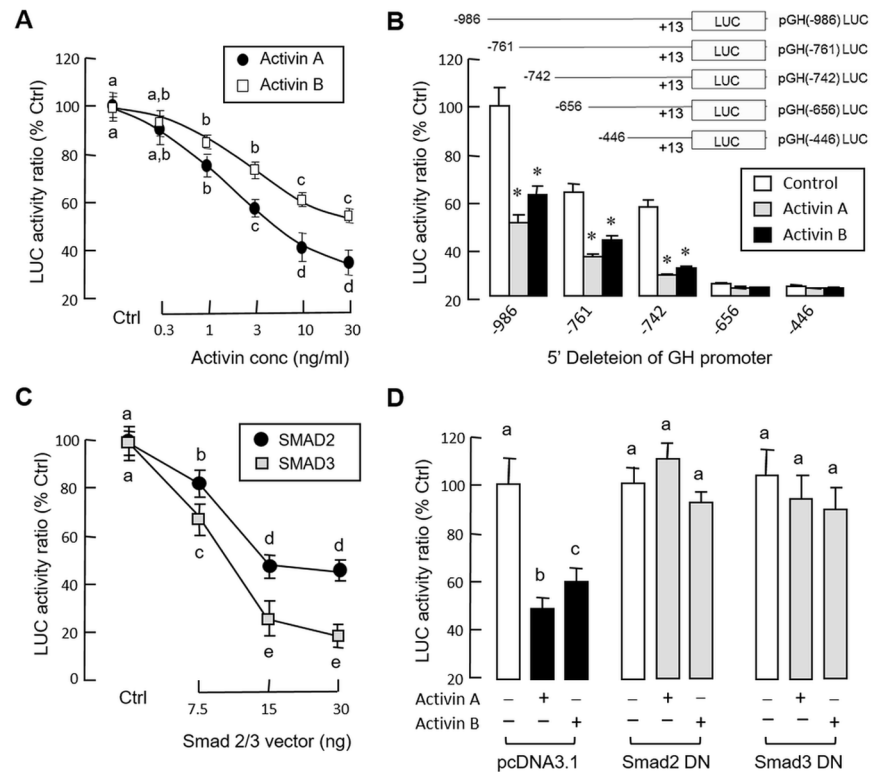 A
Activin A
Activin B
LUC activity ratio (% Ctrl)
120
100
80
60
40
20
a
a
a,b
a,b
b
b
b
c
c
d
c
d
Ctrl
0.3 1 3 10 30
Activin conc (ng/ml)
B
-986 +13 LUC pGH(-986)LUC
-761 +13 LUC pGH(-761)LUC
-742 +13 LUC pGH(-742)LUC
-656 +13 LUC pGH(-656)LUC
-446 +13 LUC pGH(-446)LUC
Control
Activin A
Activin B
LUC activity ratio (% Ctrl)
120
100
80
60
40
20
* *
* *
* *
-986 -761 -742 -656 -446
5' Deleteion of GH promoter
C
SMAD2
SMAD3
LUC activity ratio (% Ctrl)
100
80
60
40
20
0
a
a
b
c
d
e
d
e
Ctrl
7.5 15 30
Smad 2/3 vector (ng)
D
LUC activity ratio (% Ctrl)
120
100
80
60
40
20
a b c a a a a a a
Activin A – + – – + – – + –
Activin B – – + – – + – – +
pcDNA3.1 Smad2 DN Smad3 DN